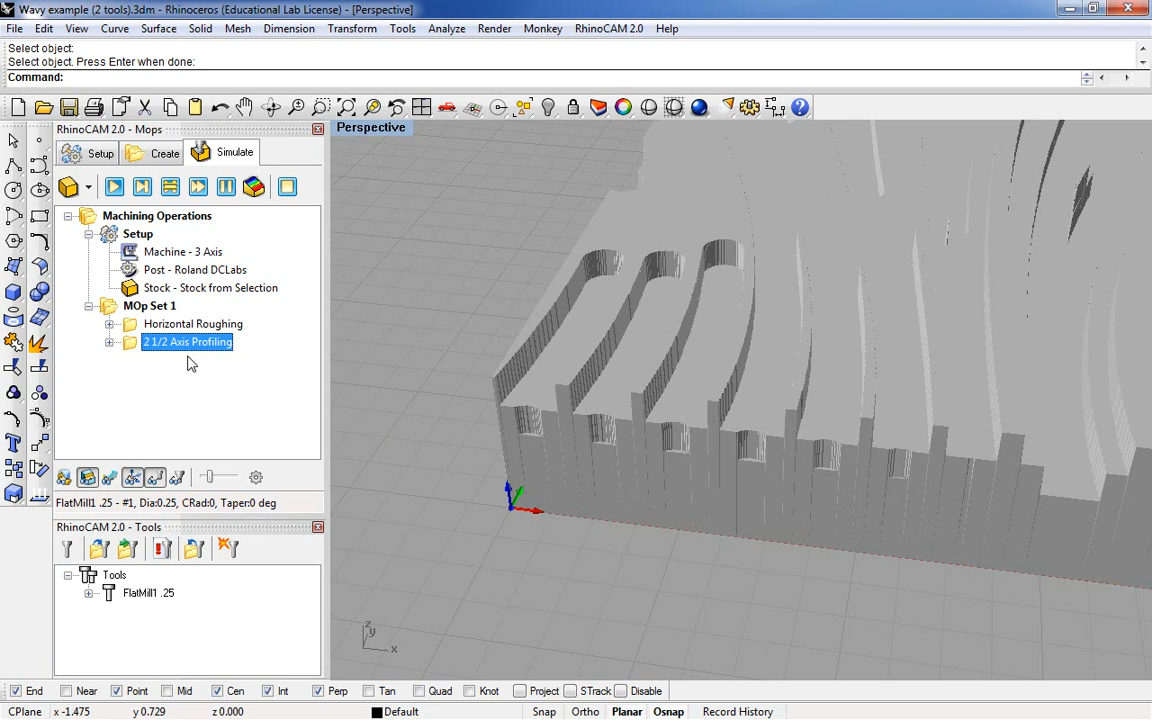 Wavy example (2 tools).3dm - Rhinoceros (Educational Lab License) - [Perspective]
File Edit View Curve Surface Solid Mesh Dimension Transform Tools Analyze Render Monkey RhinoCAM 2.0 Help
Select object:
Select object. Press Enter when done:
Command:
RhinoCAM 2.0 - Mops
Perspective
Setup Create Simulate
Machining Operations
Setup
Machine - 3 Axis
Post - Roland DCLabs
Stock - Stock from Selection
MOp Set 1
Horizontal Roughing
2 1/2 Axis Profiling
FlatMill1 .25 - #1, Dia:0.25, CRad:0, Taper:0 deg
RhinoCAM 2.0 - Tools
Tools
FlatMill1 .25
z
y
x
End Near Point Mid Cen Int Perp Tan Quad Knot Project STrack Disable
CPlane x -1.475 y 0.729 z 0.000 Default Snap Ortho Planar Osnap Record History